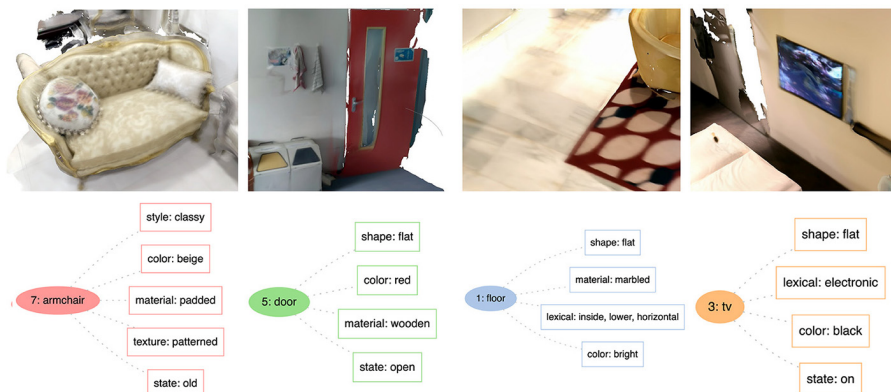 7: armchair
style: classy
color: beige
material: padded
texture: patterned
state: old
5: door
shape: flat
color: red
material: wooden
state: open
1: floor
shape: flat
material: marbled
lexical: inside, lower, horizontal
color: bright
3: tv
shape: flat
lexical: electronic
color: black
state: on